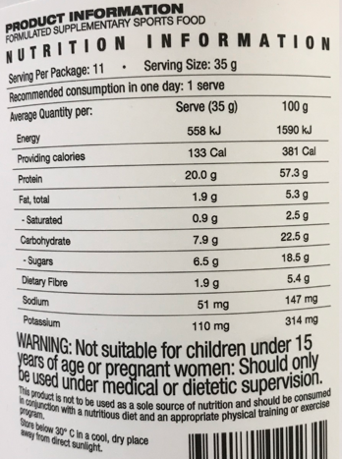 PRODUCT INFORMATION
FORMULATED SUPPLEMENTARY SPORTS FOOD
NUTRITION INFORMATION
Serving Per Package: 11 • Serving Size: 35 g
Recommended consumption in one day: 1 serve
Average Quantity per: Serve (35 g) 100 g
Energy 558 kJ 1590 kJ
Providing calories 133 Cal 381 Cal
Protein 20.0 g 57.3 g
Fat, total 1.9 g 5.3 g
- Saturated 0.9 g 2.5 g
Carbohydrate 7.9 g 22.5 g
- Sugars 6.5 g 18.5 g
Dietary Fibre 1.9 g 5.4 g
Sodium 51 mg 147 mg
Potassium 110 mg 314 mg
WARNING: Not suitable for children under 15
years of age or pregnant women: Should only
be used under medical or dietetic supervision.
This product is not to be used as a sole source of nutrition and should be consumed
in conjunction with a nutritious diet and an appropriate physical training or exercise
program.
Store below 30° C in a cool, dry place
away from direct sunlight.